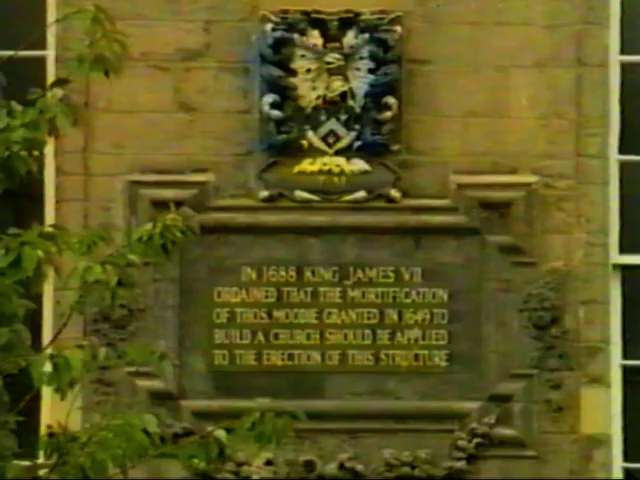 IN 1688 KING JAMES VII
ORDAINED THAT THE MORTIFICATION
OF THOS. MOODIE GRANTED IN 1649 TO
BUILD A CHURCH SHOULD BE APPLIED
TO THE ERECTION OF THIS STRUCTURE